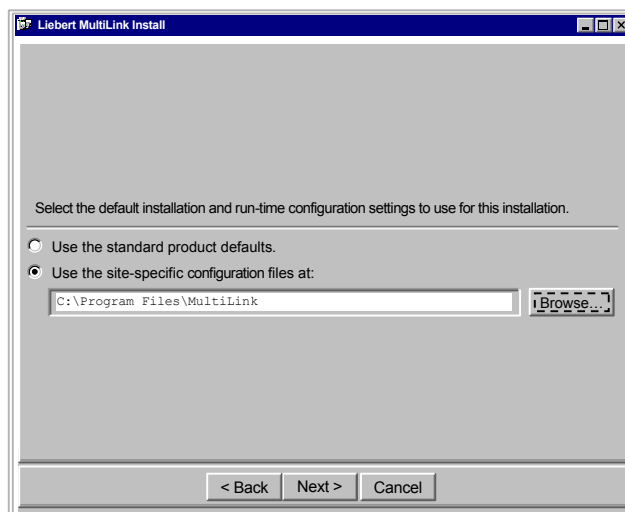 Liebert MultiLink Install
Select the default installation and run-time configuration settings to use for this installation.
Use the standard product defaults.
Use the site-specific configuration files at:
C:\Program Files\MultiLink
Browse...
< Back
Next >
Cancel